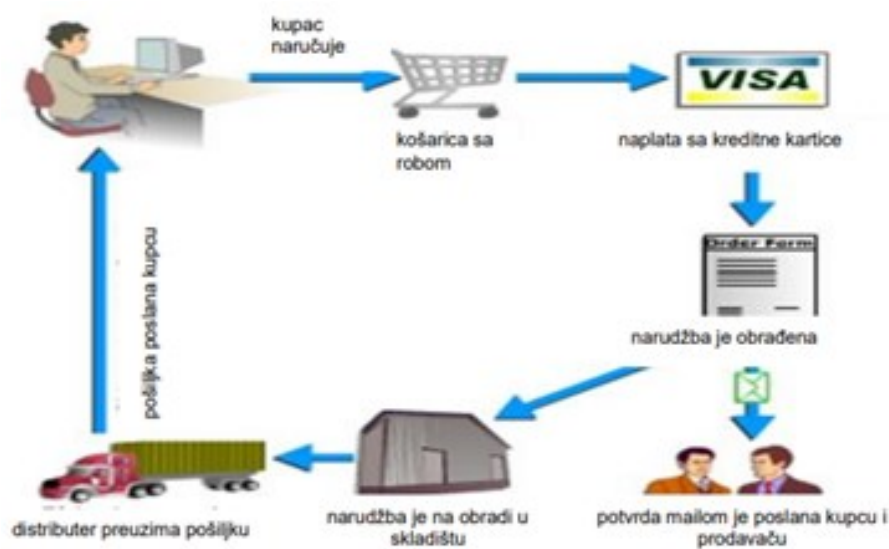 kupac
naručuje
košarica sa
robom
VISA
naplata sa kreditne kartice
Order Form
narudžba je obrađena
pošiljka poslana kupcu
distributer preuzima pošiljku
narudžba je na obradi u
skladištu
potvrda mailom je poslana kupcu i
prodavaču